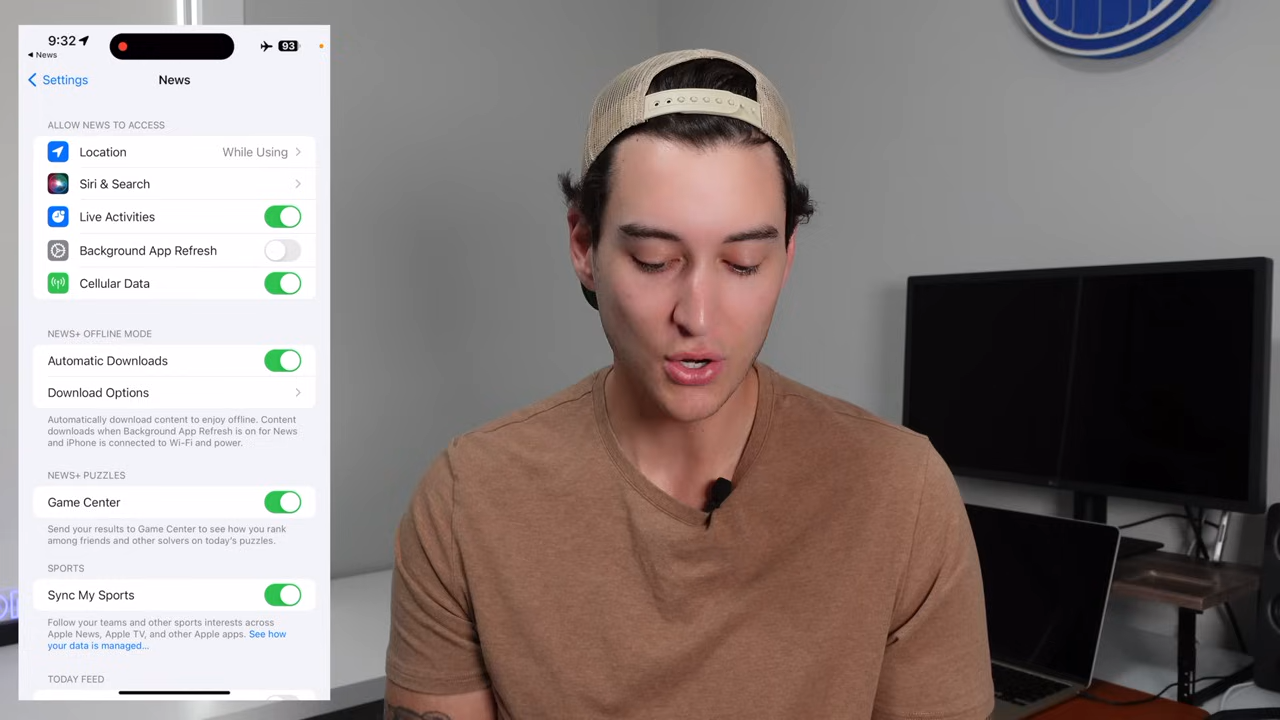 9:32
93
◀ News
Settings
News
ALLOW NEWS TO ACCESS
Location While Using
Siri & Search
Live Activities
Background App Refresh
Cellular Data
NEWS+ OFFLINE MODE
Automatic Downloads
Download Options
Automatically download content to enjoy offline. Content
downloads when Background App Refresh is on for News
and iPhone is connected to Wi-Fi and power.
NEWS+ PUZZLES
Game Center
Send your results to Game Center to see how you rank
among friends and other solvers on today's puzzles.
SPORTS
Sync My Sports
Follow your teams and other sports interests across
Apple News, Apple TV, and other Apple apps. See how
your data is managed...
TODAY FEED